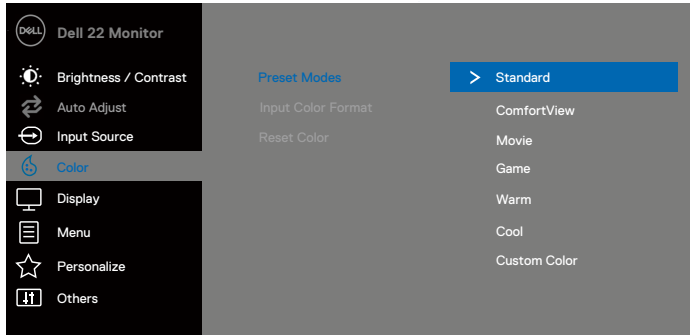 DELL Dell 22 Monitor
Brightness / Contrast Preset Modes > Standard
Auto Adjust Input Color Format ComfortView
Input Source Reset Color Movie
Color Game
Display Warm
Menu Cool
Personalize Custom Color
Others